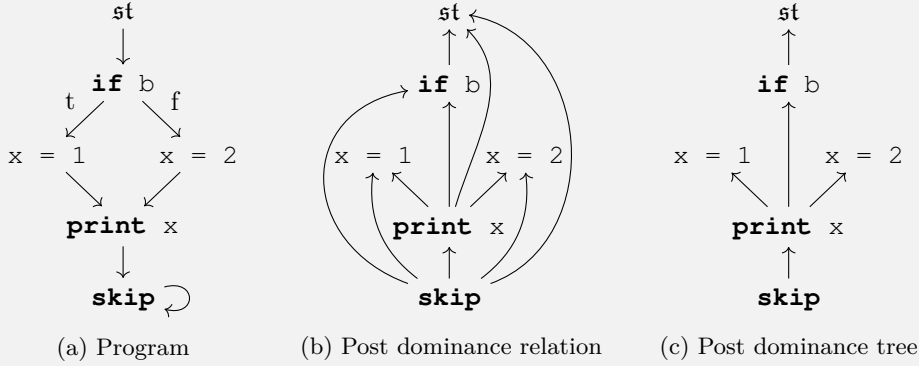 𝔰𝔱 𝔰𝔱 𝔰𝔱
if b if b if b
t f
x = 1 x = 2 x = 1 x = 2 x = 1 x = 2
print x print x print x
skip skip skip
(a) Program (b) Post dominance relation (c) Post dominance tree